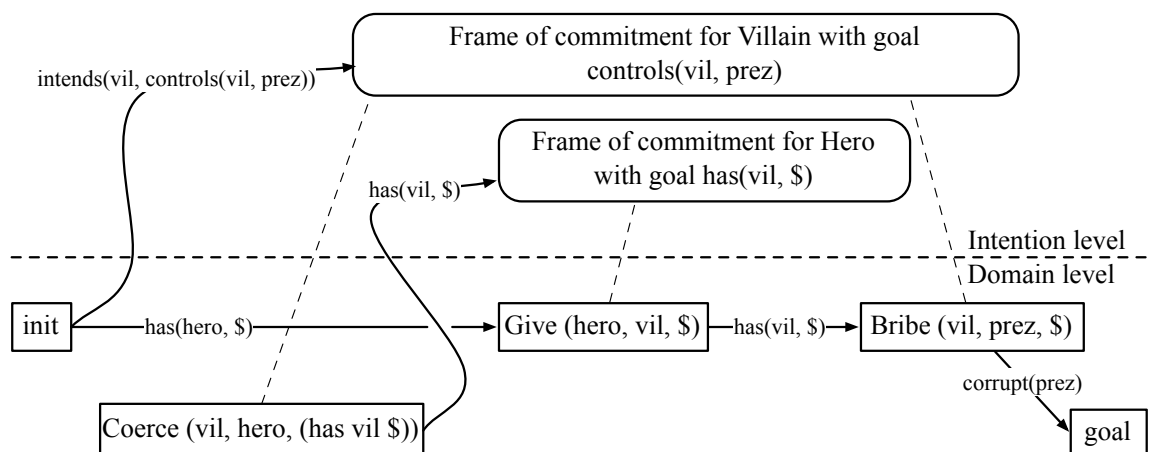 Frame of commitment for Villain with goal
controls(vil, prez)
intends(vil, controls(vil, prez))
Frame of commitment for Hero
with goal has(vil, $)
has(vil, $)
Intention level
Domain level
init
has(hero, $)
Give (hero, vil, $)
has(vil, $)
Bribe (vil, prez, $)
corrupt(prez)
Coerce (vil, hero, (has vil $))
goal